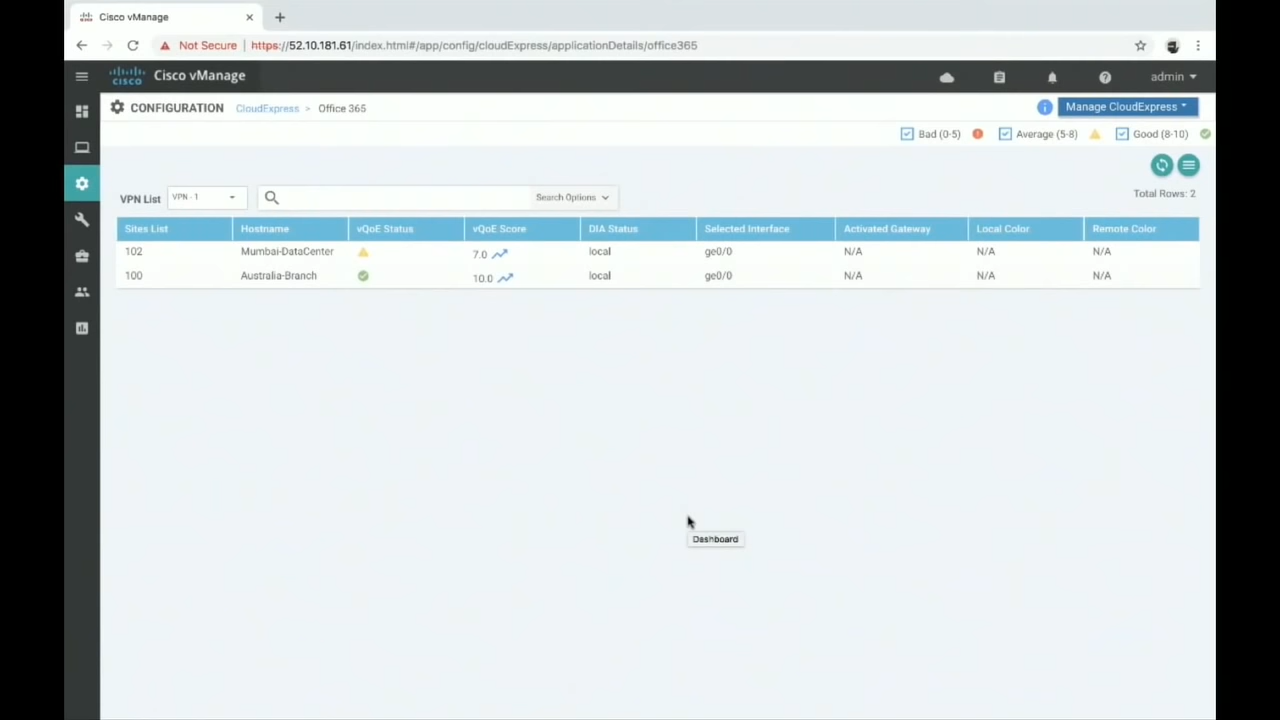 Cisco vManage
Not Secure | https://52.10.181.61/index.html#/app/config/cloudExpress/applicationDetails/office365
CISCO Cisco vManage
admin
CONFIGURATION CloudExpress > Office 365
Manage CloudExpress
Bad (0-5) Average (5-8) Good (8-10)
VPN List VPN - 1 Search Options
Total Rows: 2
Sites List Hostname vQoE Status vQoE Score DIA Status Selected Interface Activated Gateway Local Color Remote Color
102 Mumbai-DataCenter 7.0 local ge0/0 N/A N/A N/A
100 Australia-Branch 10.0 local ge0/0 N/A N/A N/A
Dashboard